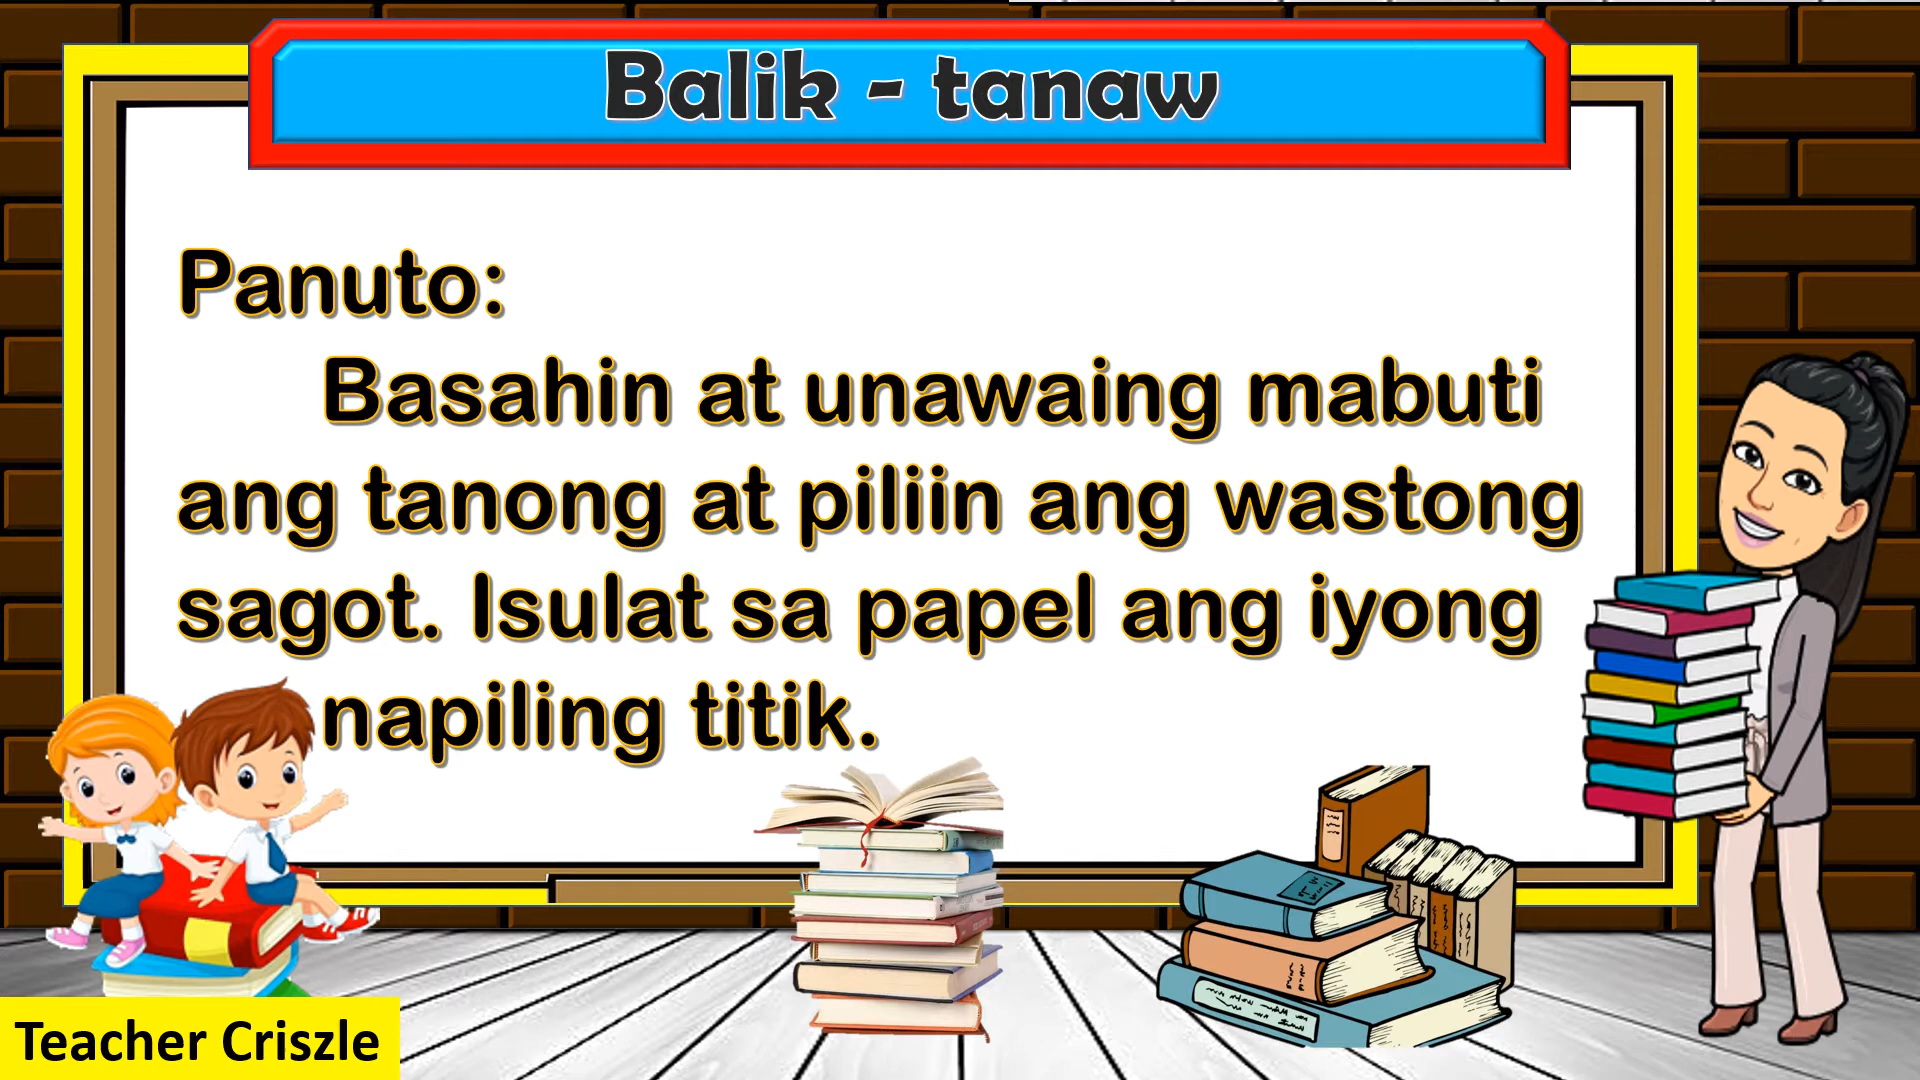 Balik - tanaw
Panuto:
Basahin at unawaing mabuti
ang tanong at piliin ang wastong
sagot. Isulat sa papel ang iyong
napiling titik.
Teacher Criszle